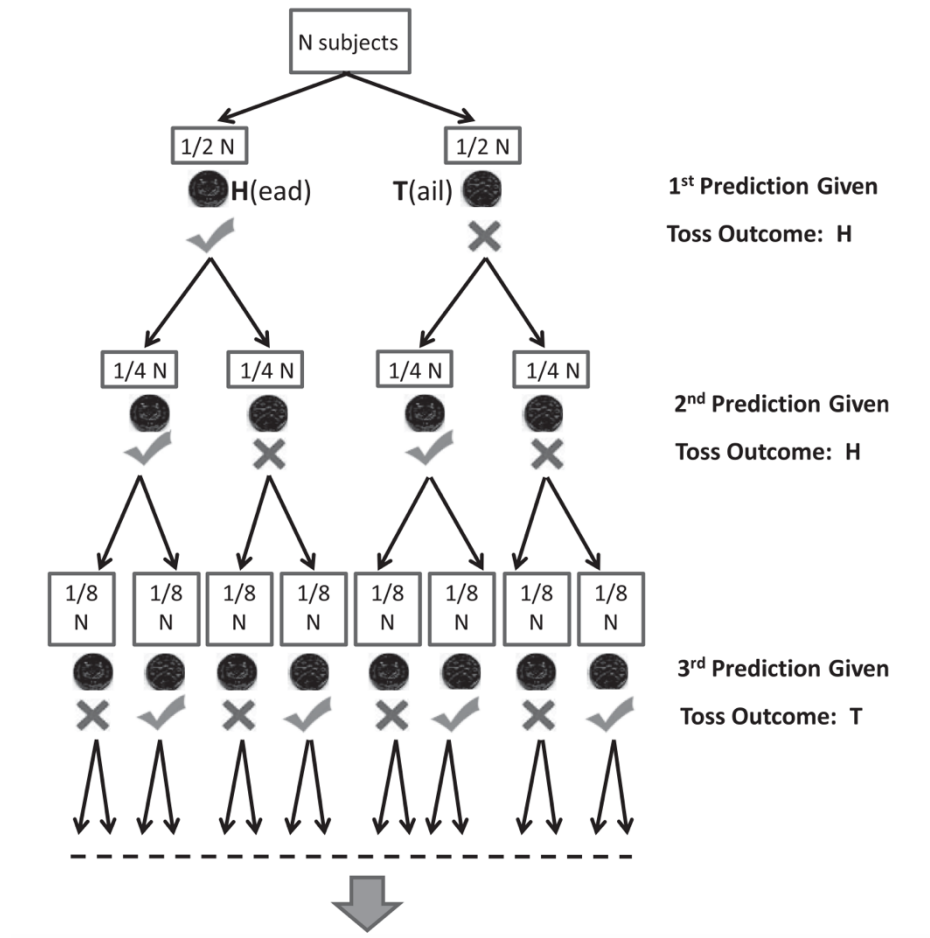 N subjects
1/2 N
1/2 N
H(ead)
T(ail)
1st Prediction Given
Toss Outcome: H
1/4 N
1/4 N
1/4 N
1/4 N
2nd Prediction Given
Toss Outcome: H
1/8
N
1/8
N
1/8
N
1/8
N
1/8
N
1/8
N
1/8
N
1/8
N
3rd Prediction Given
Toss Outcome: T